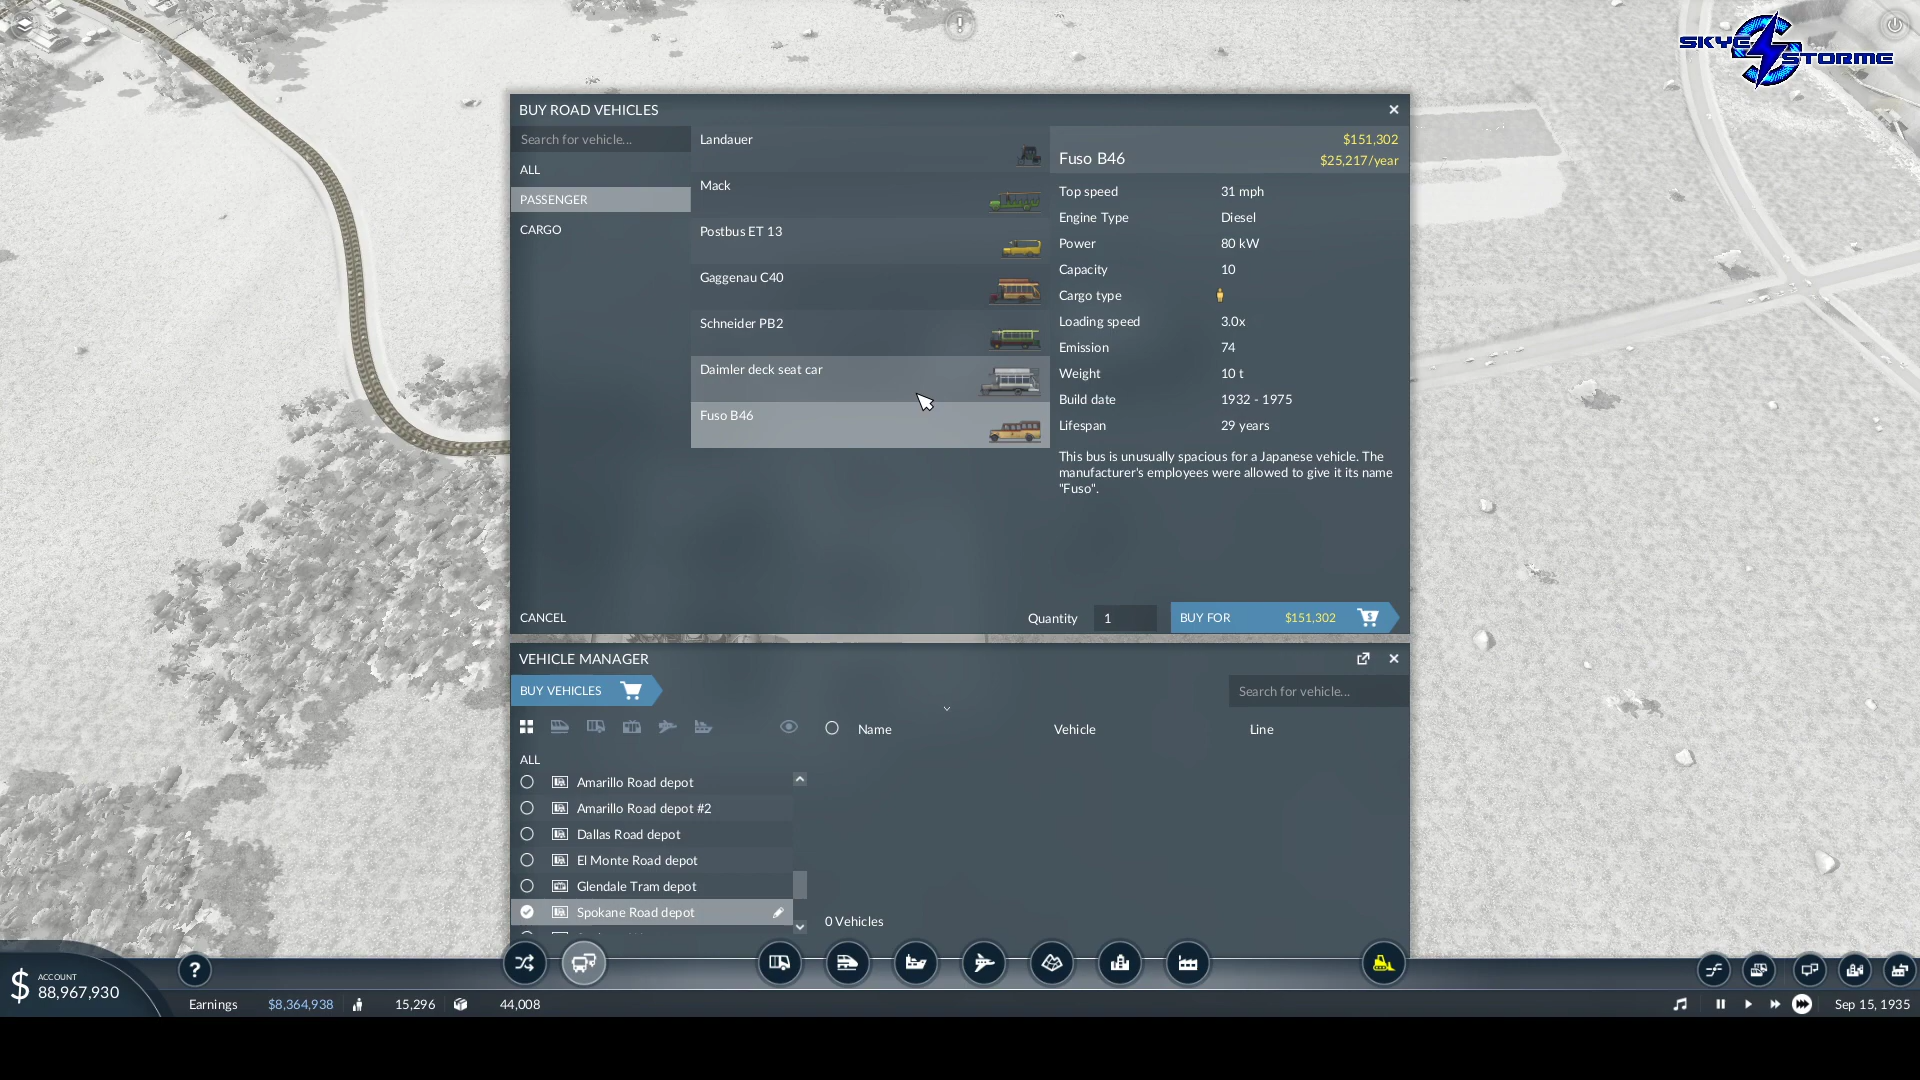 SKYE STORME
BUY ROAD VEHICLES
Search for vehicle...
ALL
PASSENGER
CARGO
Landauer
Mack
Postbus ET 13
Gaggenau C40
Schneider PB2
Daimler deck seat car
Fuso B46
$151,302
Fuso B46
$25,217/year
Top speed 31 mph
Engine Type Diesel
Power 80 kW
Capacity 10
Cargo type
Loading speed 3.0x
Emission 74
Weight 10 t
Build date 1932 - 1975
Lifespan 29 years
This bus is unusually spacious for a Japanese vehicle. The
manufacturer's employees were allowed to give it its name
"Fuso".
CANCEL
Quantity 1
BUY FOR $151,302
VEHICLE MANAGER
BUY VEHICLES
Search for vehicle...
Name Vehicle Line
ALL
Amarillo Road depot
Amarillo Road depot #2
Dallas Road depot
El Monte Road depot
Glendale Tram depot
Spokane Road depot
0 Vehicles
$ ACCOUNT
88,967,930
?
Earnings $8,364,938 15,296 44,008
Sep 15, 1935